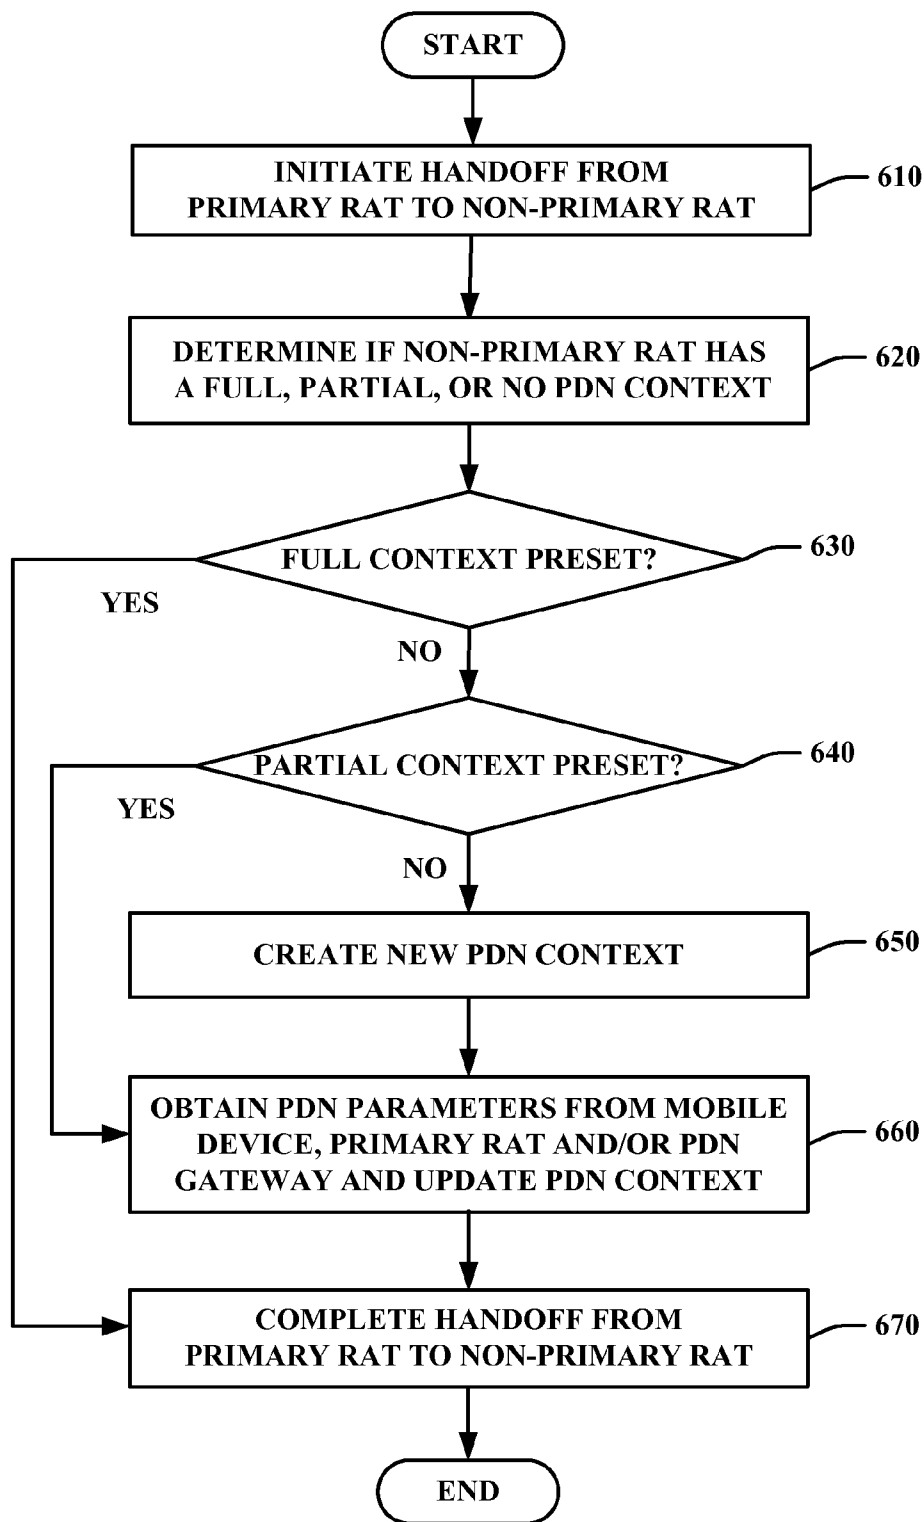 START
INITIATE HANDOFF FROM
PRIMARY RAT TO NON-PRIMARY RAT
610
DETERMINE IF NON-PRIMARY RAT HAS
A FULL, PARTIAL, OR NO PDN CONTEXT
620
FULL CONTEXT PRESET?
630
YES
NO
PARTIAL CONTEXT PRESET?
640
YES
NO
CREATE NEW PDN CONTEXT
650
OBTAIN PDN PARAMETERS FROM MOBILE
DEVICE, PRIMARY RAT AND/OR PDN
GATEWAY AND UPDATE PDN CONTEXT
660
COMPLETE HANDOFF FROM
PRIMARY RAT TO NON-PRIMARY RAT
670
END